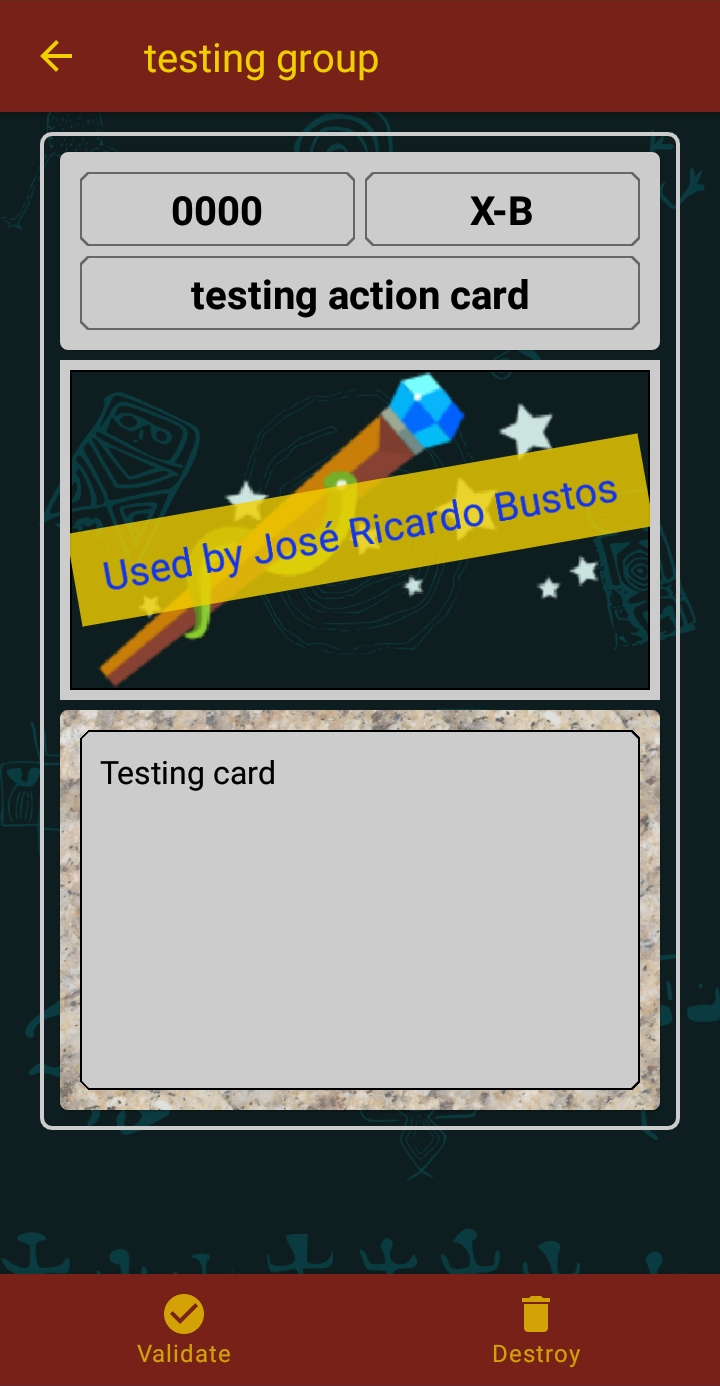 testing group
0000
X-B
testing action card
Used by José Ricardo Bustos
Testing card
Validate
Destroy